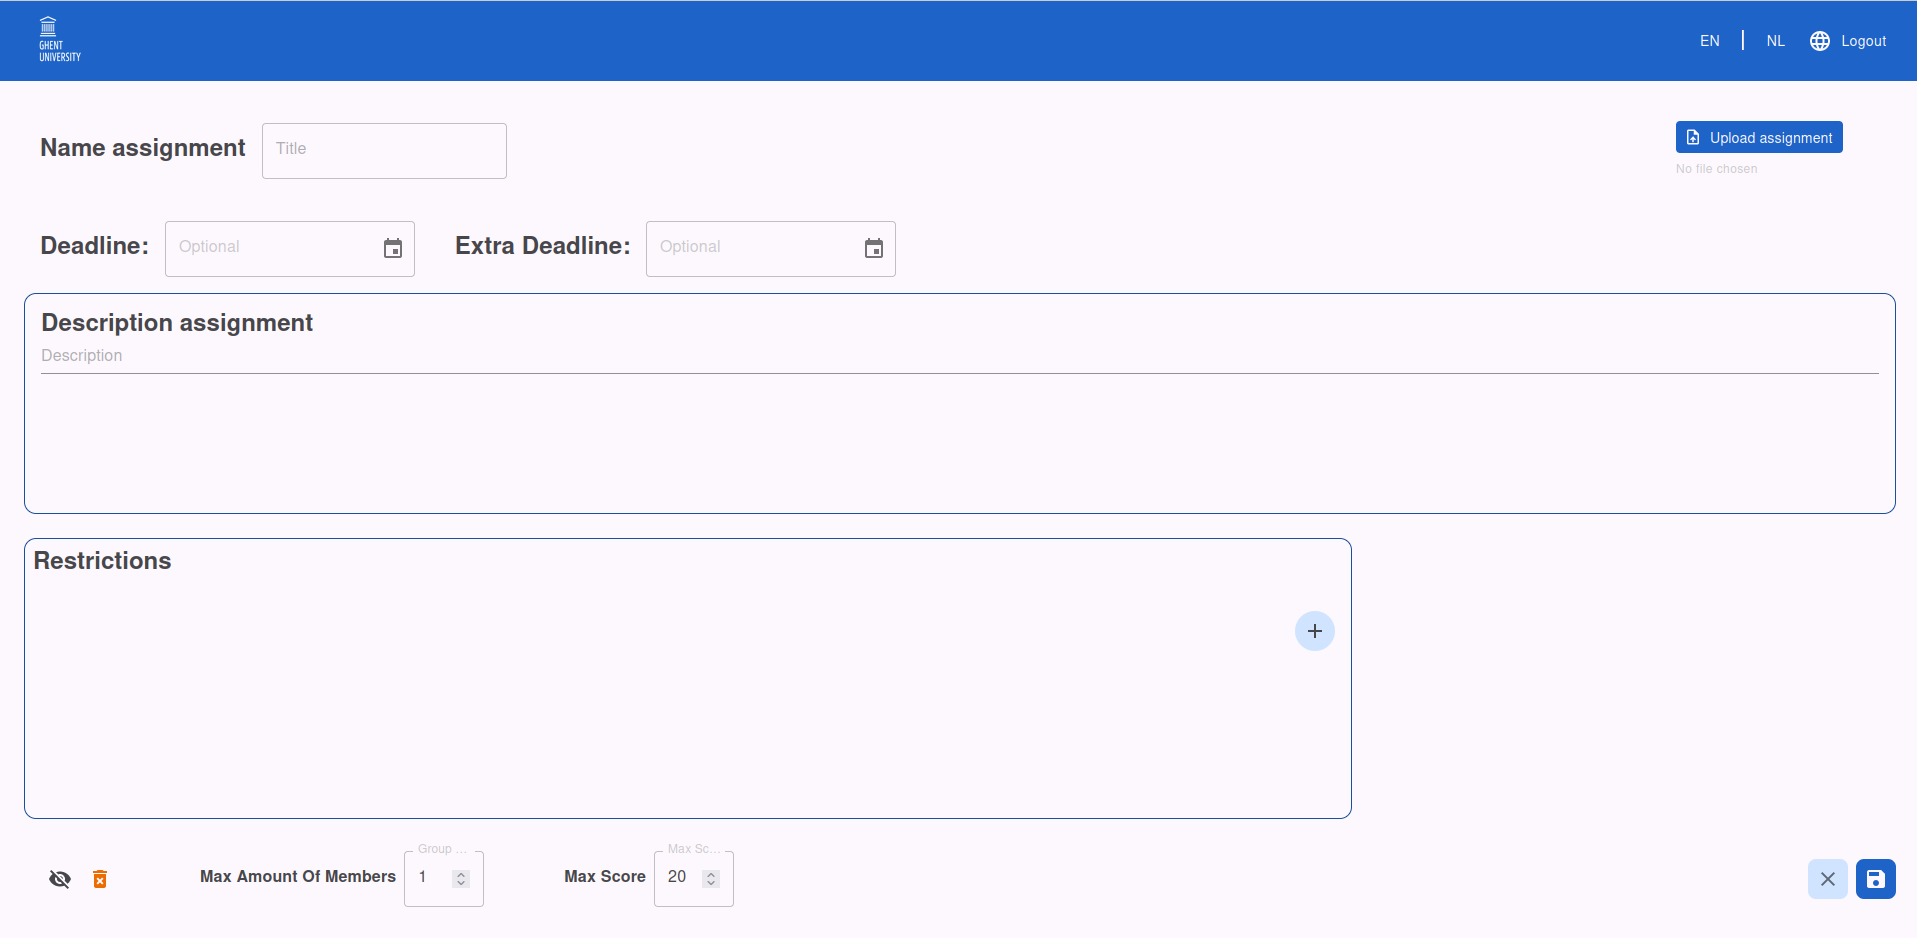 GHENT
UNIVERSITY
EN | NL Logout
Name assignment Title
Upload assignment
No file chosen
Deadline: Optional Extra Deadline: Optional
Description assignment
Description
Restrictions
+
Group ... Max Sc...
Max Amount Of Members 1 Max Score 20